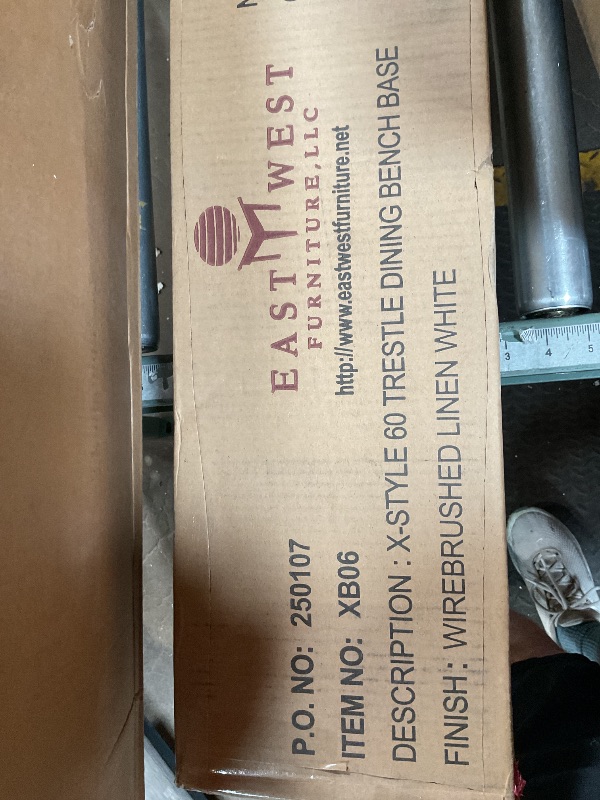 EAST WEST
FURNITURE, LLC
http://www.eastwestfurniture.net
P.O. NO: 250107
ITEM NO: XB06
DESCRIPTION : X-STYLE 60 TRESTLE DINING BENCH BASE
FINISH : WIREBRUSHED LINEN WHITE
3 4 5